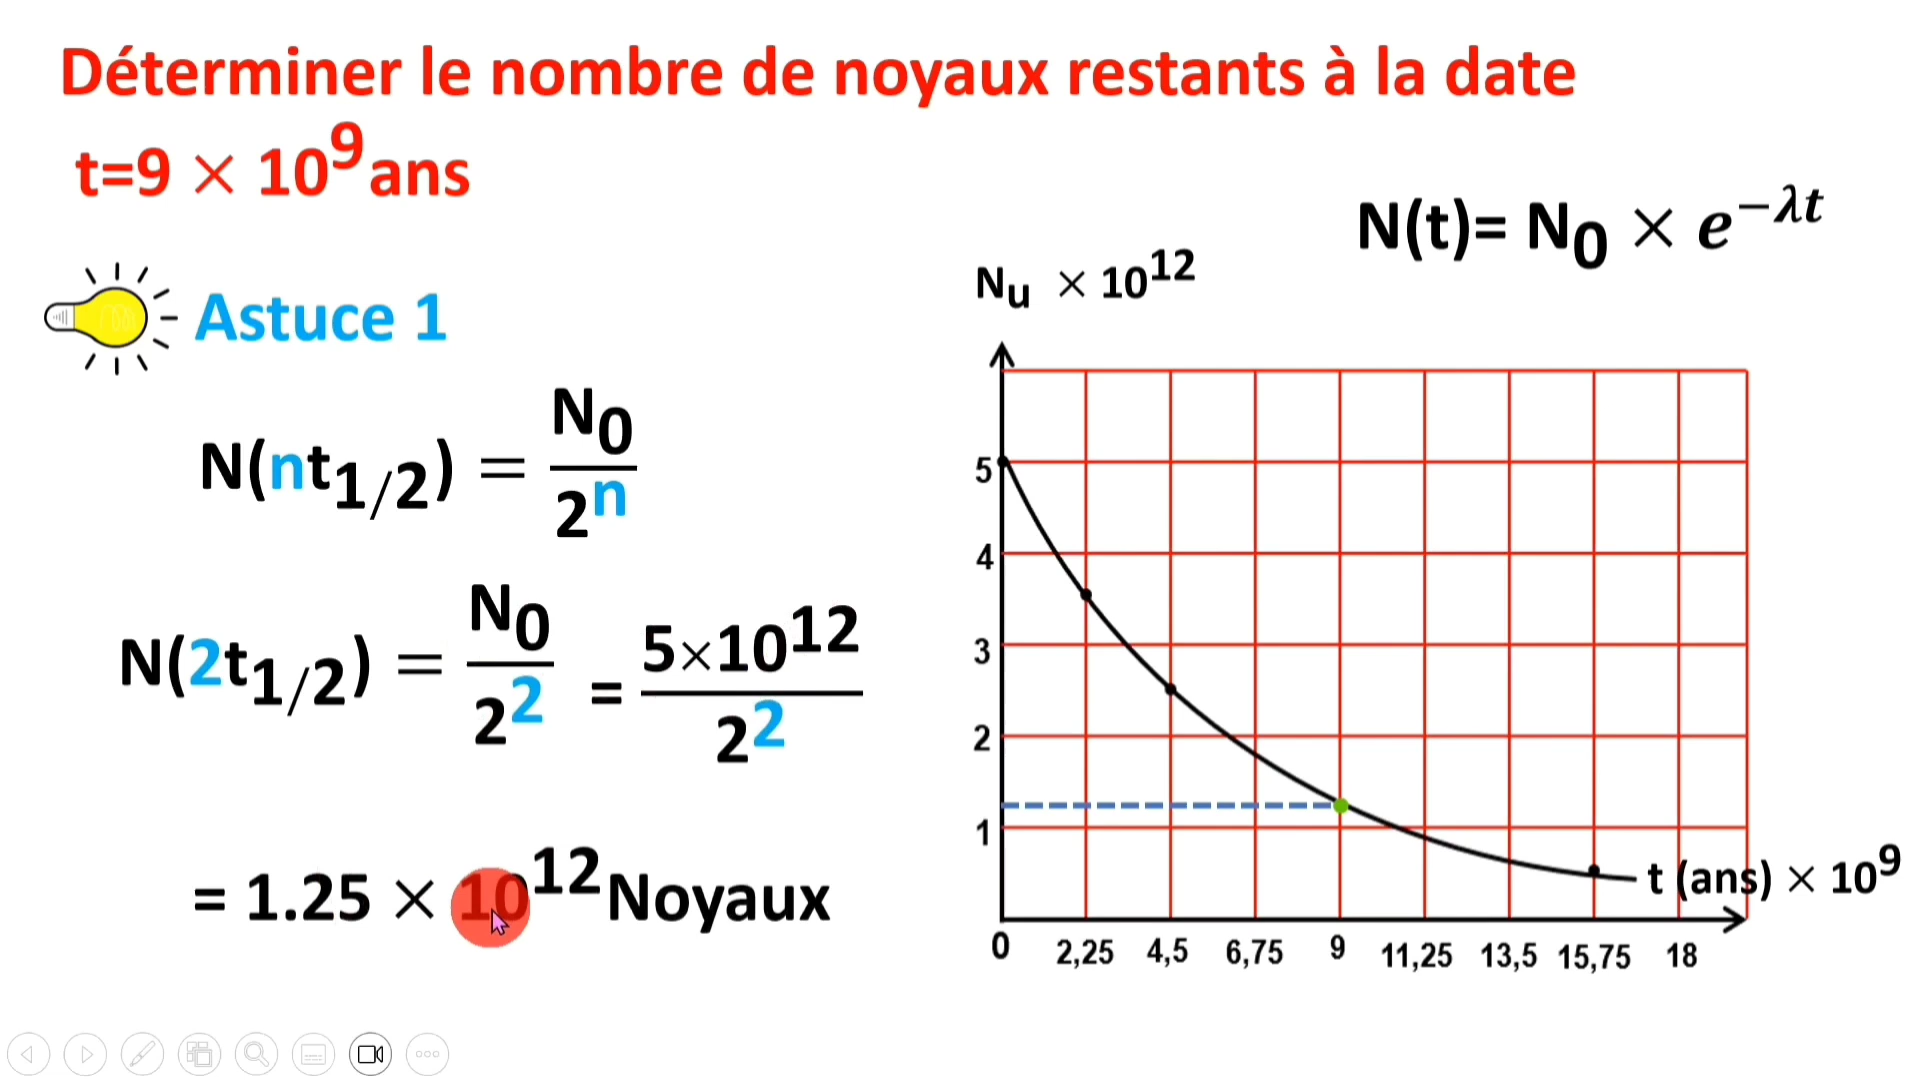 Déterminer le nombre de noyaux restants à la date
t=9 × 10⁹ans
N(t)= N₀ × e^(−λt)
Astuce 1
N(nt₁/₂) = N₀/2ⁿ
N(2t₁/₂) = N₀/2² = 5×10¹²/2²
= 1.25 × 10¹²Noyaux
Nᵤ × 10¹²
5
4
3
2
1
t (ans) × 10⁹
0 2,25 4,5 6,75 9 11,25 13,5 15,75 18